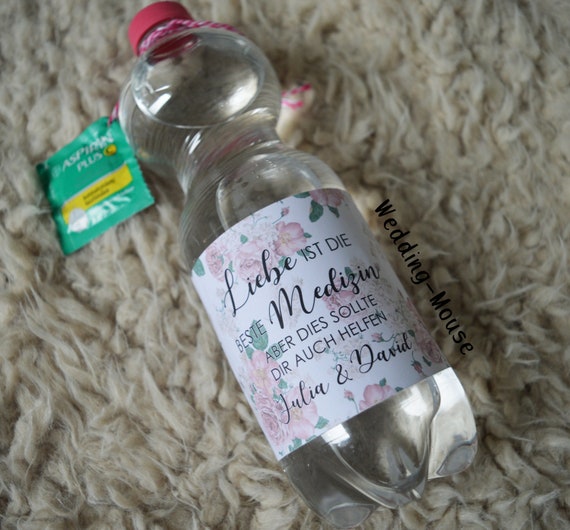 ASPIRIN
PLUS C
Liebe IST DIE
BESTE Medizin
ABER DIES SOLLTE
DIR AUCH HELFEN
Julia & David
Wedding-Mouse